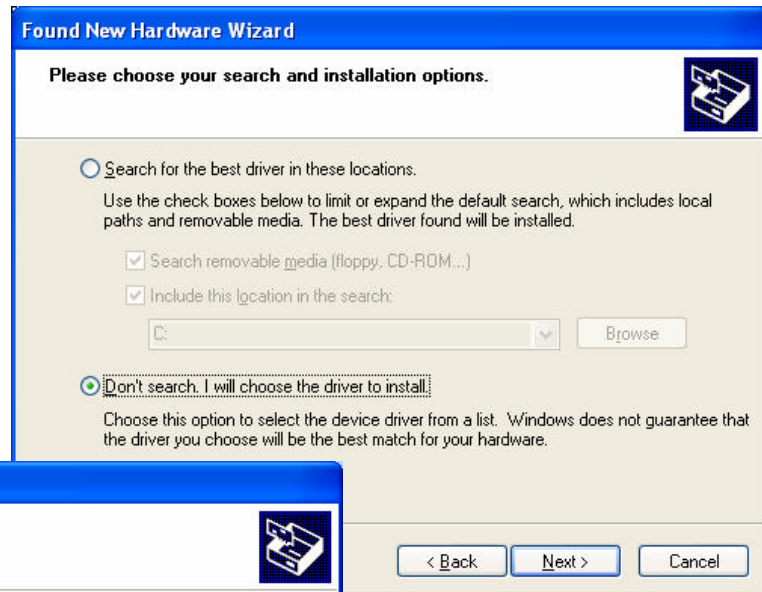 Found New Hardware Wizard
Please choose your search and installation options.
Search for the best driver in these locations.
Use the check boxes below to limit or expand the default search, which includes local
paths and removable media. The best driver found will be installed.
Search removable media (floppy, CD-ROM...)
Include this location in the search:
C:
Browse
Don't search. I will choose the driver to install.
Choose this option to select the device driver from a list. Windows does not guarantee that
the driver you choose will be the best match for your hardware.
< Back
Next >
Cancel